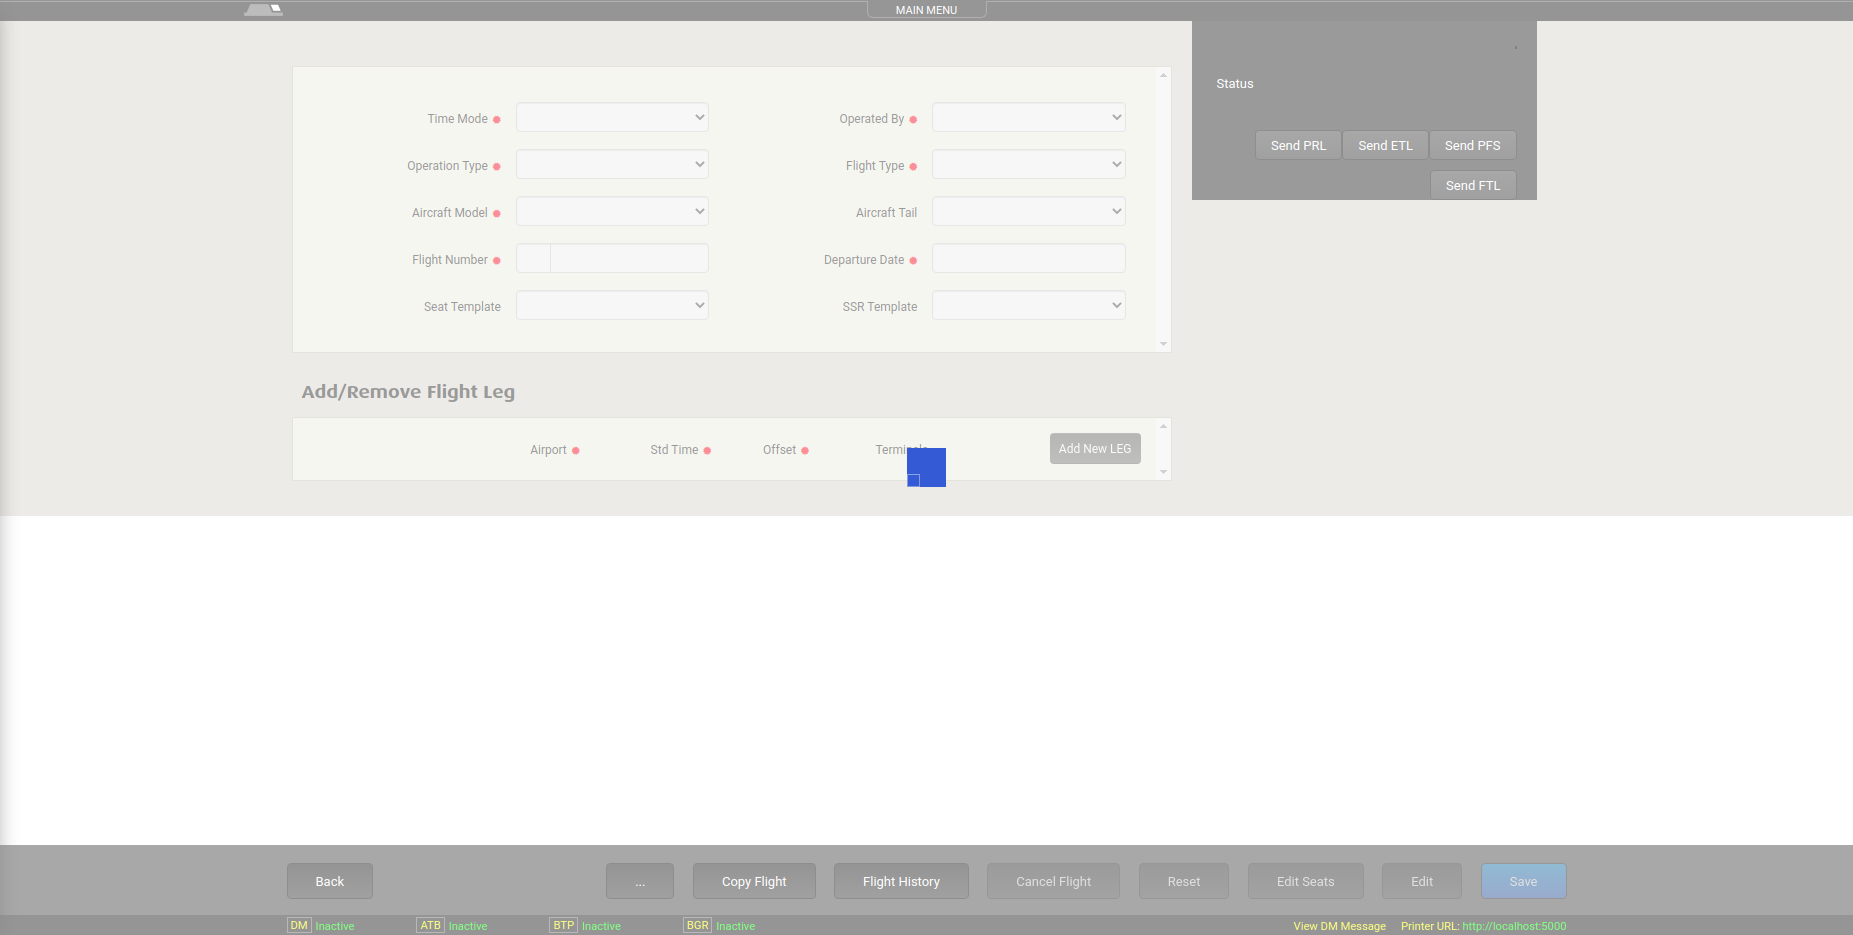 MAIN MENU
Status
Time Mode
Operated By
Send PRL Send ETL Send PFS
Operation Type
Flight Type
Send FTL
Aircraft Model
Aircraft Tail
Flight Number
Departure Date
Seat Template
SSR Template
Add/Remove Flight Leg
Airport Std Time Offset Add New LEG
Back ... Copy Flight Flight History Cancel Flight Reset Edit Seats Edit Save
DM Inactive ATB Inactive BTP Inactive BGR Inactive View DM Message Printer URL: http://localhost:5000